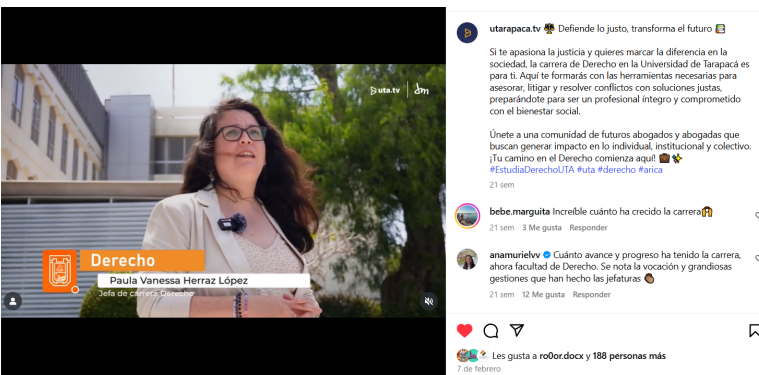 uta.tv | dm
Derecho
Paula Vanessa Herraz López
Jefa de carrera Derecho
utarapaca.tv Defiende lo justo, transforma el futuro
Si te apasiona la justicia y quieres marcar la diferencia en la
sociedad, la carrera de Derecho en la Universidad de Tarapacá es
para ti. Aquí te formarás con las herramientas necesarias para
asesorar, litigar y resolver conflictos con soluciones justas,
preparándote para ser un profesional íntegro y comprometido
con el bienestar social.
Únete a una comunidad de futuros abogados y abogadas que
buscan generar impacto en lo individual, institucional y colectivo.
¡Tu camino en el Derecho comienza aquí!
#EstudiaDerechoUTA #uta #derecho #arica
21 sem
bebe.marguita Increíble cuánto ha crecido la carrera
21 sem 3 Me gusta Responder
anamurielvv Cuánto avance y progreso ha tenido la carrera,
ahora facultad de Derecho. Se nota la vocación y grandiosas
gestiones que han hecho las jefaturas
21 sem 12 Me gusta Responder
Les gusta a ro0or.docx y 188 personas más
7 de febrero